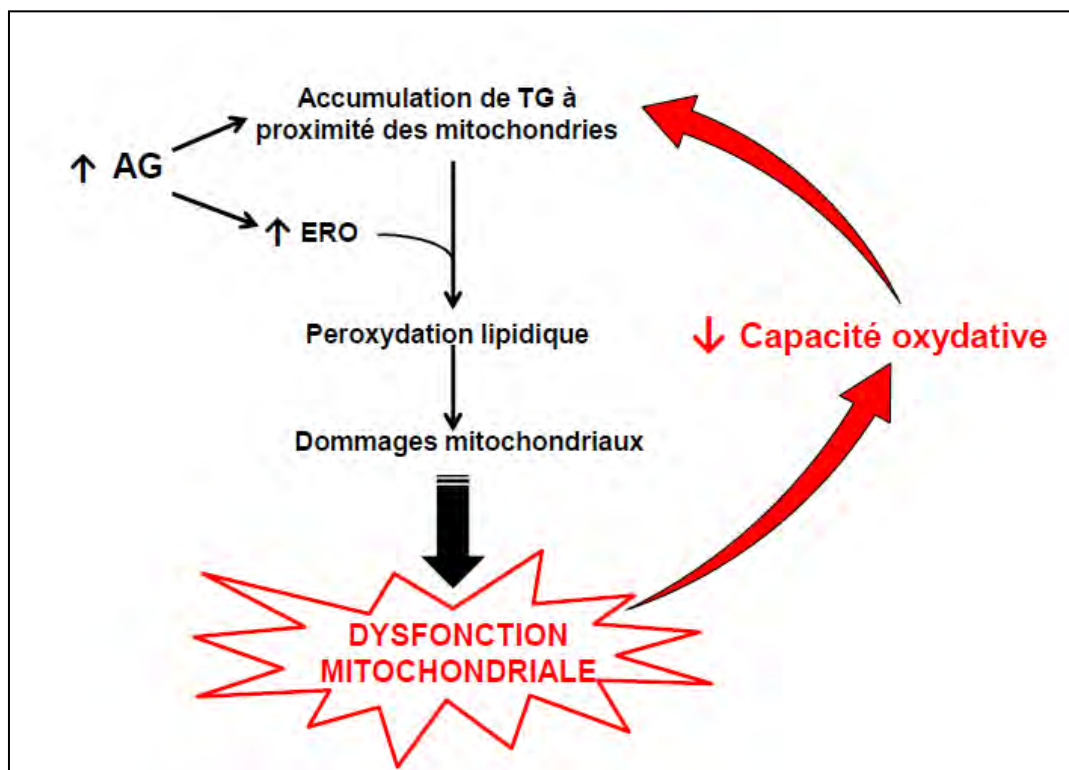 Accumulation de TG à
proximité des mitochondries
↑ AG
↑ ERO
Peroxydation lipidique
↓ Capacité oxydative
Dommages mitochondriaux
DYSFONCTION
MITOCHONDRIALE